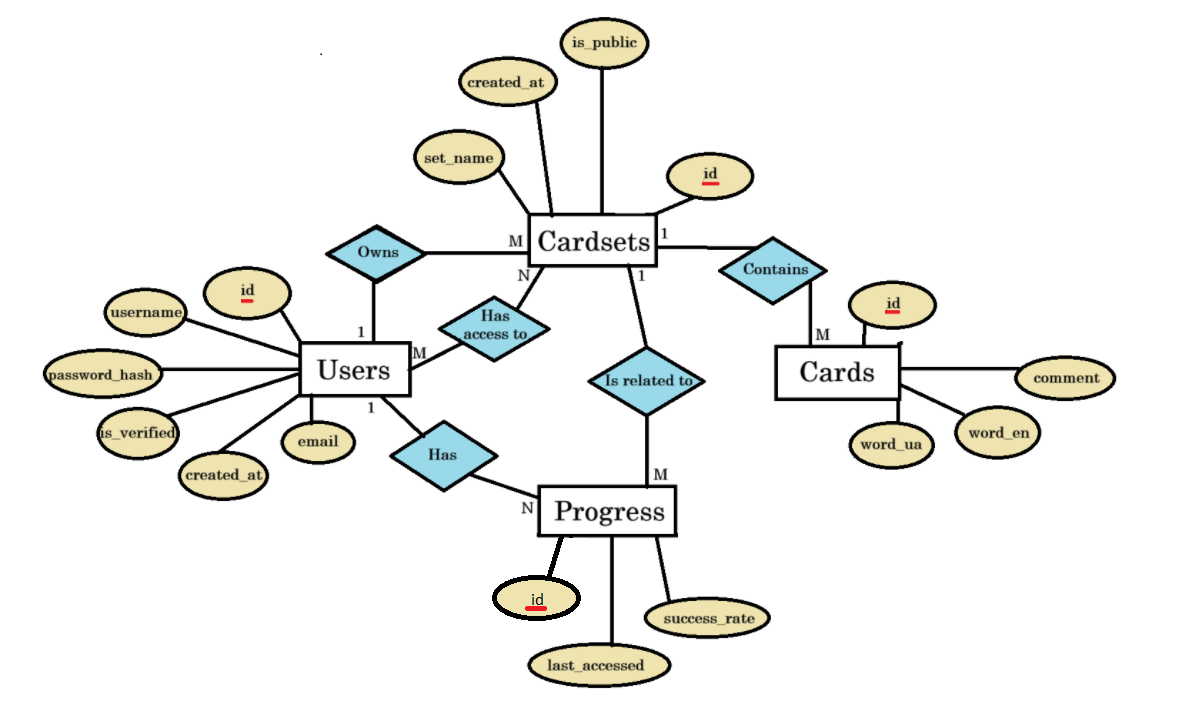 is_public
created_at
set_name
id
Cardsets
1
M
Owns
N
1
Contains
id
username
Has
access to
id
1
M
M
Users
password_hash
Is related to
Cards
comment
1
is_verified
email
word_ua
word_en
Has
created_at
M
N
Progress
id
success_rate
last_accessed